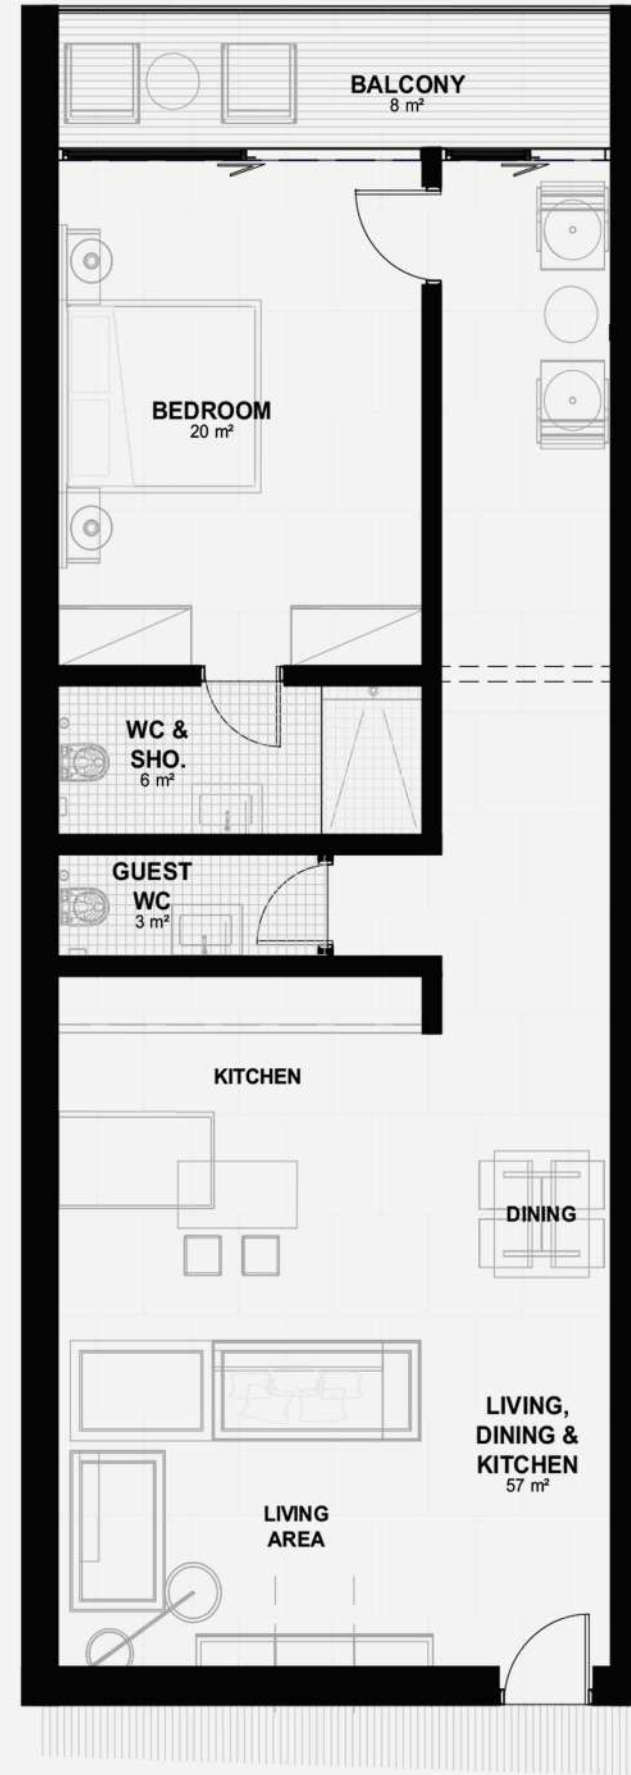 BALCONY
8 m²
BEDROOM
20 m²
WC &
SHO.
6 m²
GUEST
WC
3 m²
KITCHEN
DINING
LIVING,
DINING &
KITCHEN
57 m²
LIVING
AREA